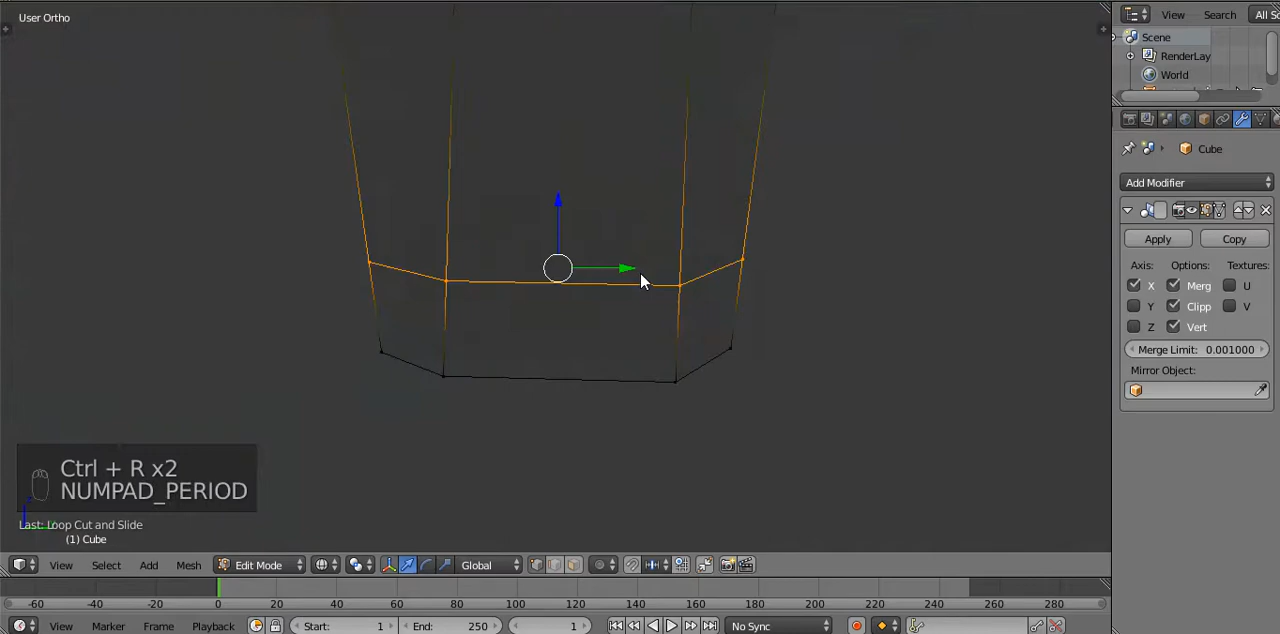 User Ortho
Ctrl + R x2
NUMPAD_PERIOD
Last: Loop Cut and Slide
(1) Cube
View Select Add Mesh Edit Mode Global
-60 -40 -20 0 20 40 60 80 100 120 140 160 180 200 220 240 260 280
View Marker Frame Playback Start: 1 End: 250 1 No Sync
View Search All Sc
Scene
RenderLay
World
Cube
Add Modifier
Apply Copy
Axis: Options: Textures:
X Merg U
Y Clipp V
Z Vert
Merge Limit: 0.001000
Mirror Object: